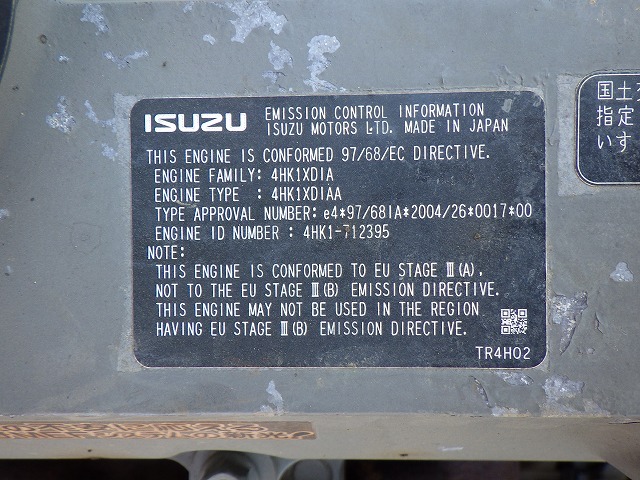 ISUZU EMISSION CONTROL INFORMATION
ISUZU MOTORS LTD. MADE IN JAPAN
THIS ENGINE IS CONFORMED 97/68/EC DIRECTIVE.
ENGINE FAMILY: 4HK1XDIA
ENGINE TYPE : 4HK1XDIAA
TYPE APPROVAL NUMBER: e4*97/68IA*2004/26*0017*00
ENGINE ID NUMBER : 4HK1-712395
NOTE:
THIS ENGINE IS CONFORMED TO EU STAGE Ⅲ(A),
NOT TO THE EU STAGE Ⅲ(B) EMISSION DIRECTIVE.
THIS ENGINE MAY NOT BE USED IN THE REGION
HAVING EU STAGE Ⅲ(B) EMISSION DIRECTIVE.
TR4H02
国土
指定
いす